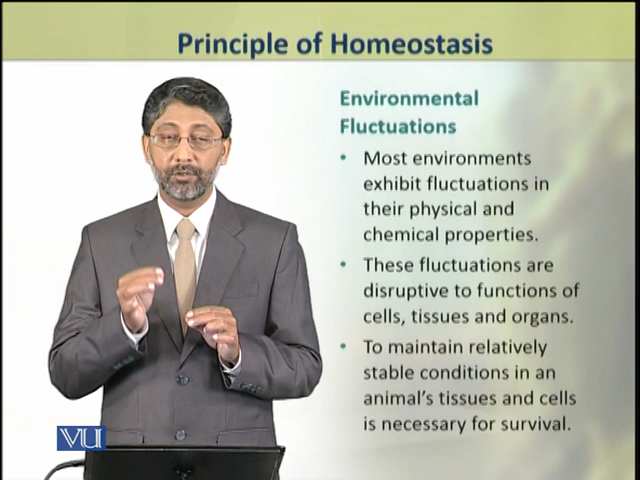 Principle of Homeostasis
Environmental
Fluctuations
• Most environments
exhibit fluctuations in
their physical and
chemical properties.
• These fluctuations are
disruptive to functions of
cells, tissues and organs.
• To maintain relatively
stable conditions in an
animal's tissues and cells
is necessary for survival.
VU